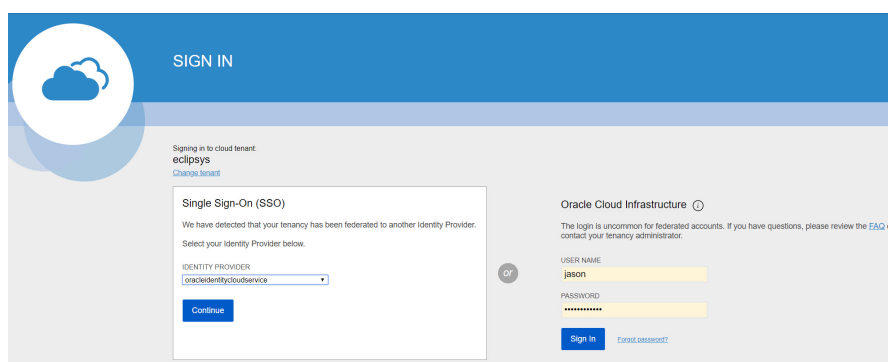 SIGN IN
Signing in to cloud tenant:
eclipsys
Change tenant
Single Sign-On (SSO)
We have detected that your tenancy has been federated to another Identity Provider.
Select your Identity Provider below.
IDENTITY PROVIDER
oracleidentitycloudservice
Continue
or
Oracle Cloud Infrastructure
The login is uncommon for federated accounts. If you have questions, please review the FAQ
contact your tenancy administrator.
USER NAME
jason
PASSWORD
••••••••••••
Sign In
Forgot password?